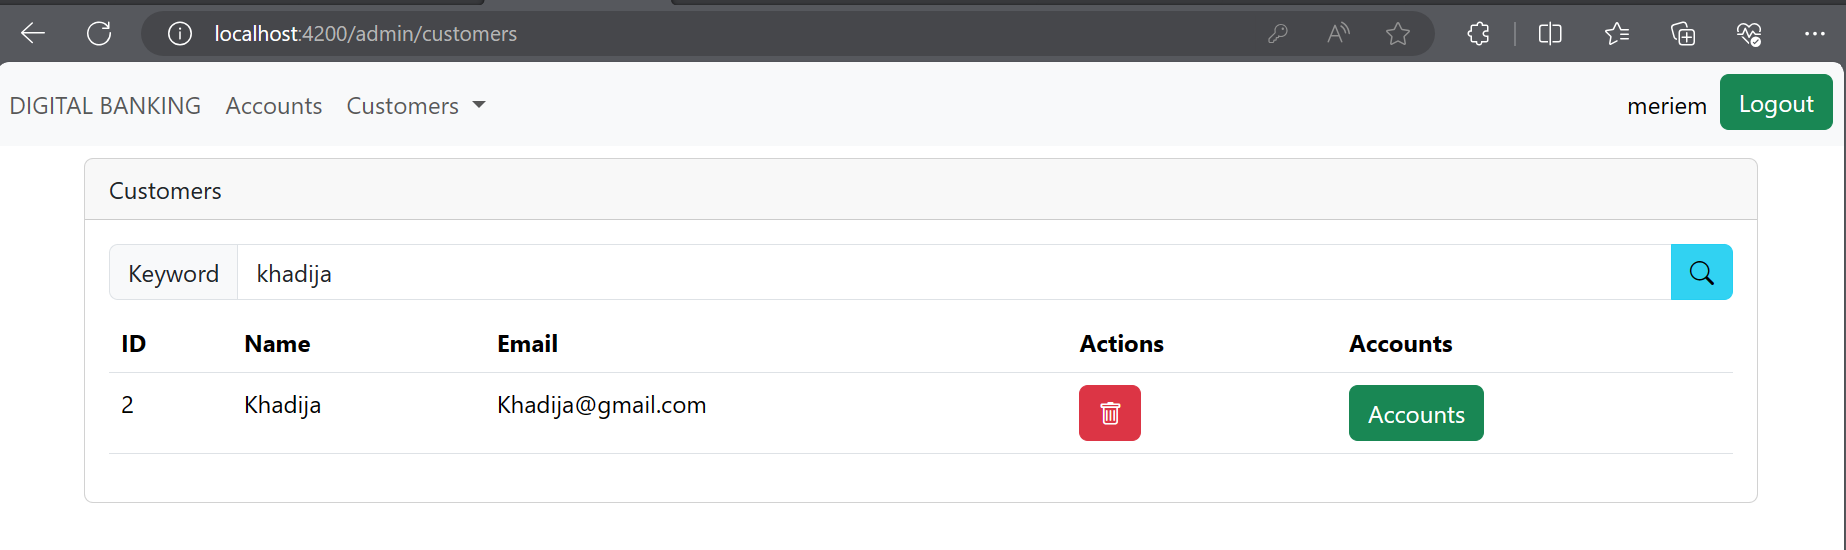 localhost:4200/admin/customers
DIGITAL BANKING Accounts Customers meriem Logout
Customers
Keyword khadija
ID Name Email Actions Accounts
2 Khadija Khadija@gmail.com Accounts